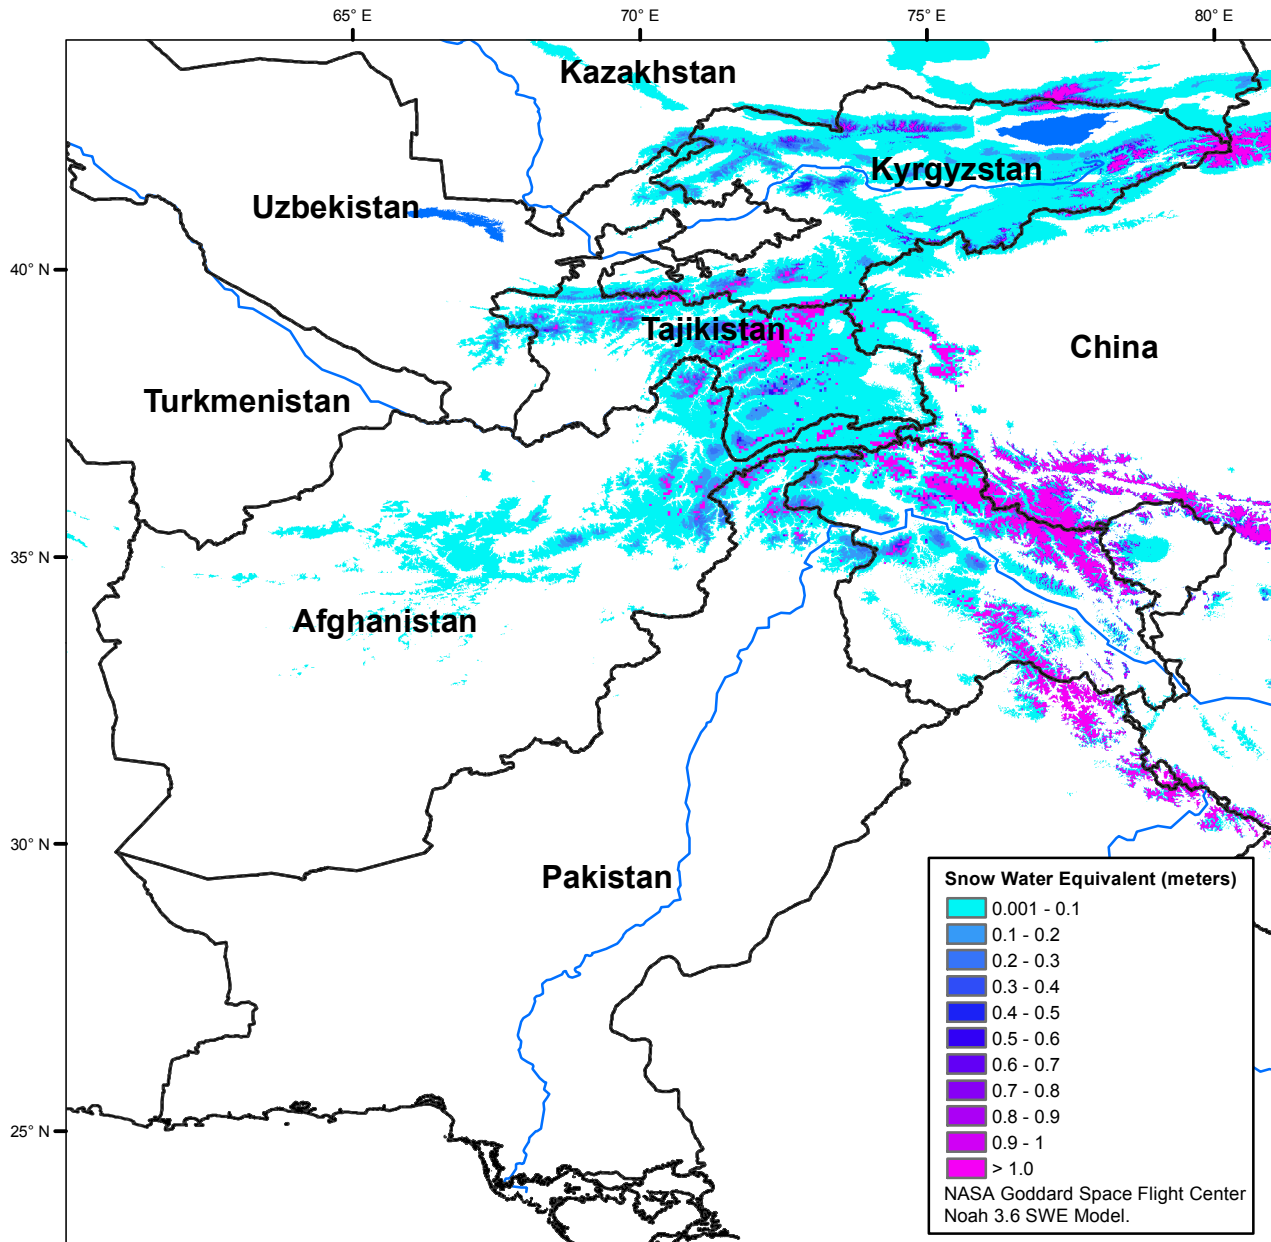 65° E
70° E
75° E
80° E
Kazakhstan
Kyrgyzstan
Uzbekistan
40° N
Tajikistan
China
Turkmenistan
35° N
Afghanistan
30° N
Pakistan
25° N
Snow Water Equivalent (meters)
0.001 - 0.1
0.1 - 0.2
0.2 - 0.3
0.3 - 0.4
0.4 - 0.5
0.5 - 0.6
0.6 - 0.7
0.7 - 0.8
0.8 - 0.9
0.9 - 1
> 1.0
NASA Goddard Space Flight Center
Noah 3.6 SWE Model.